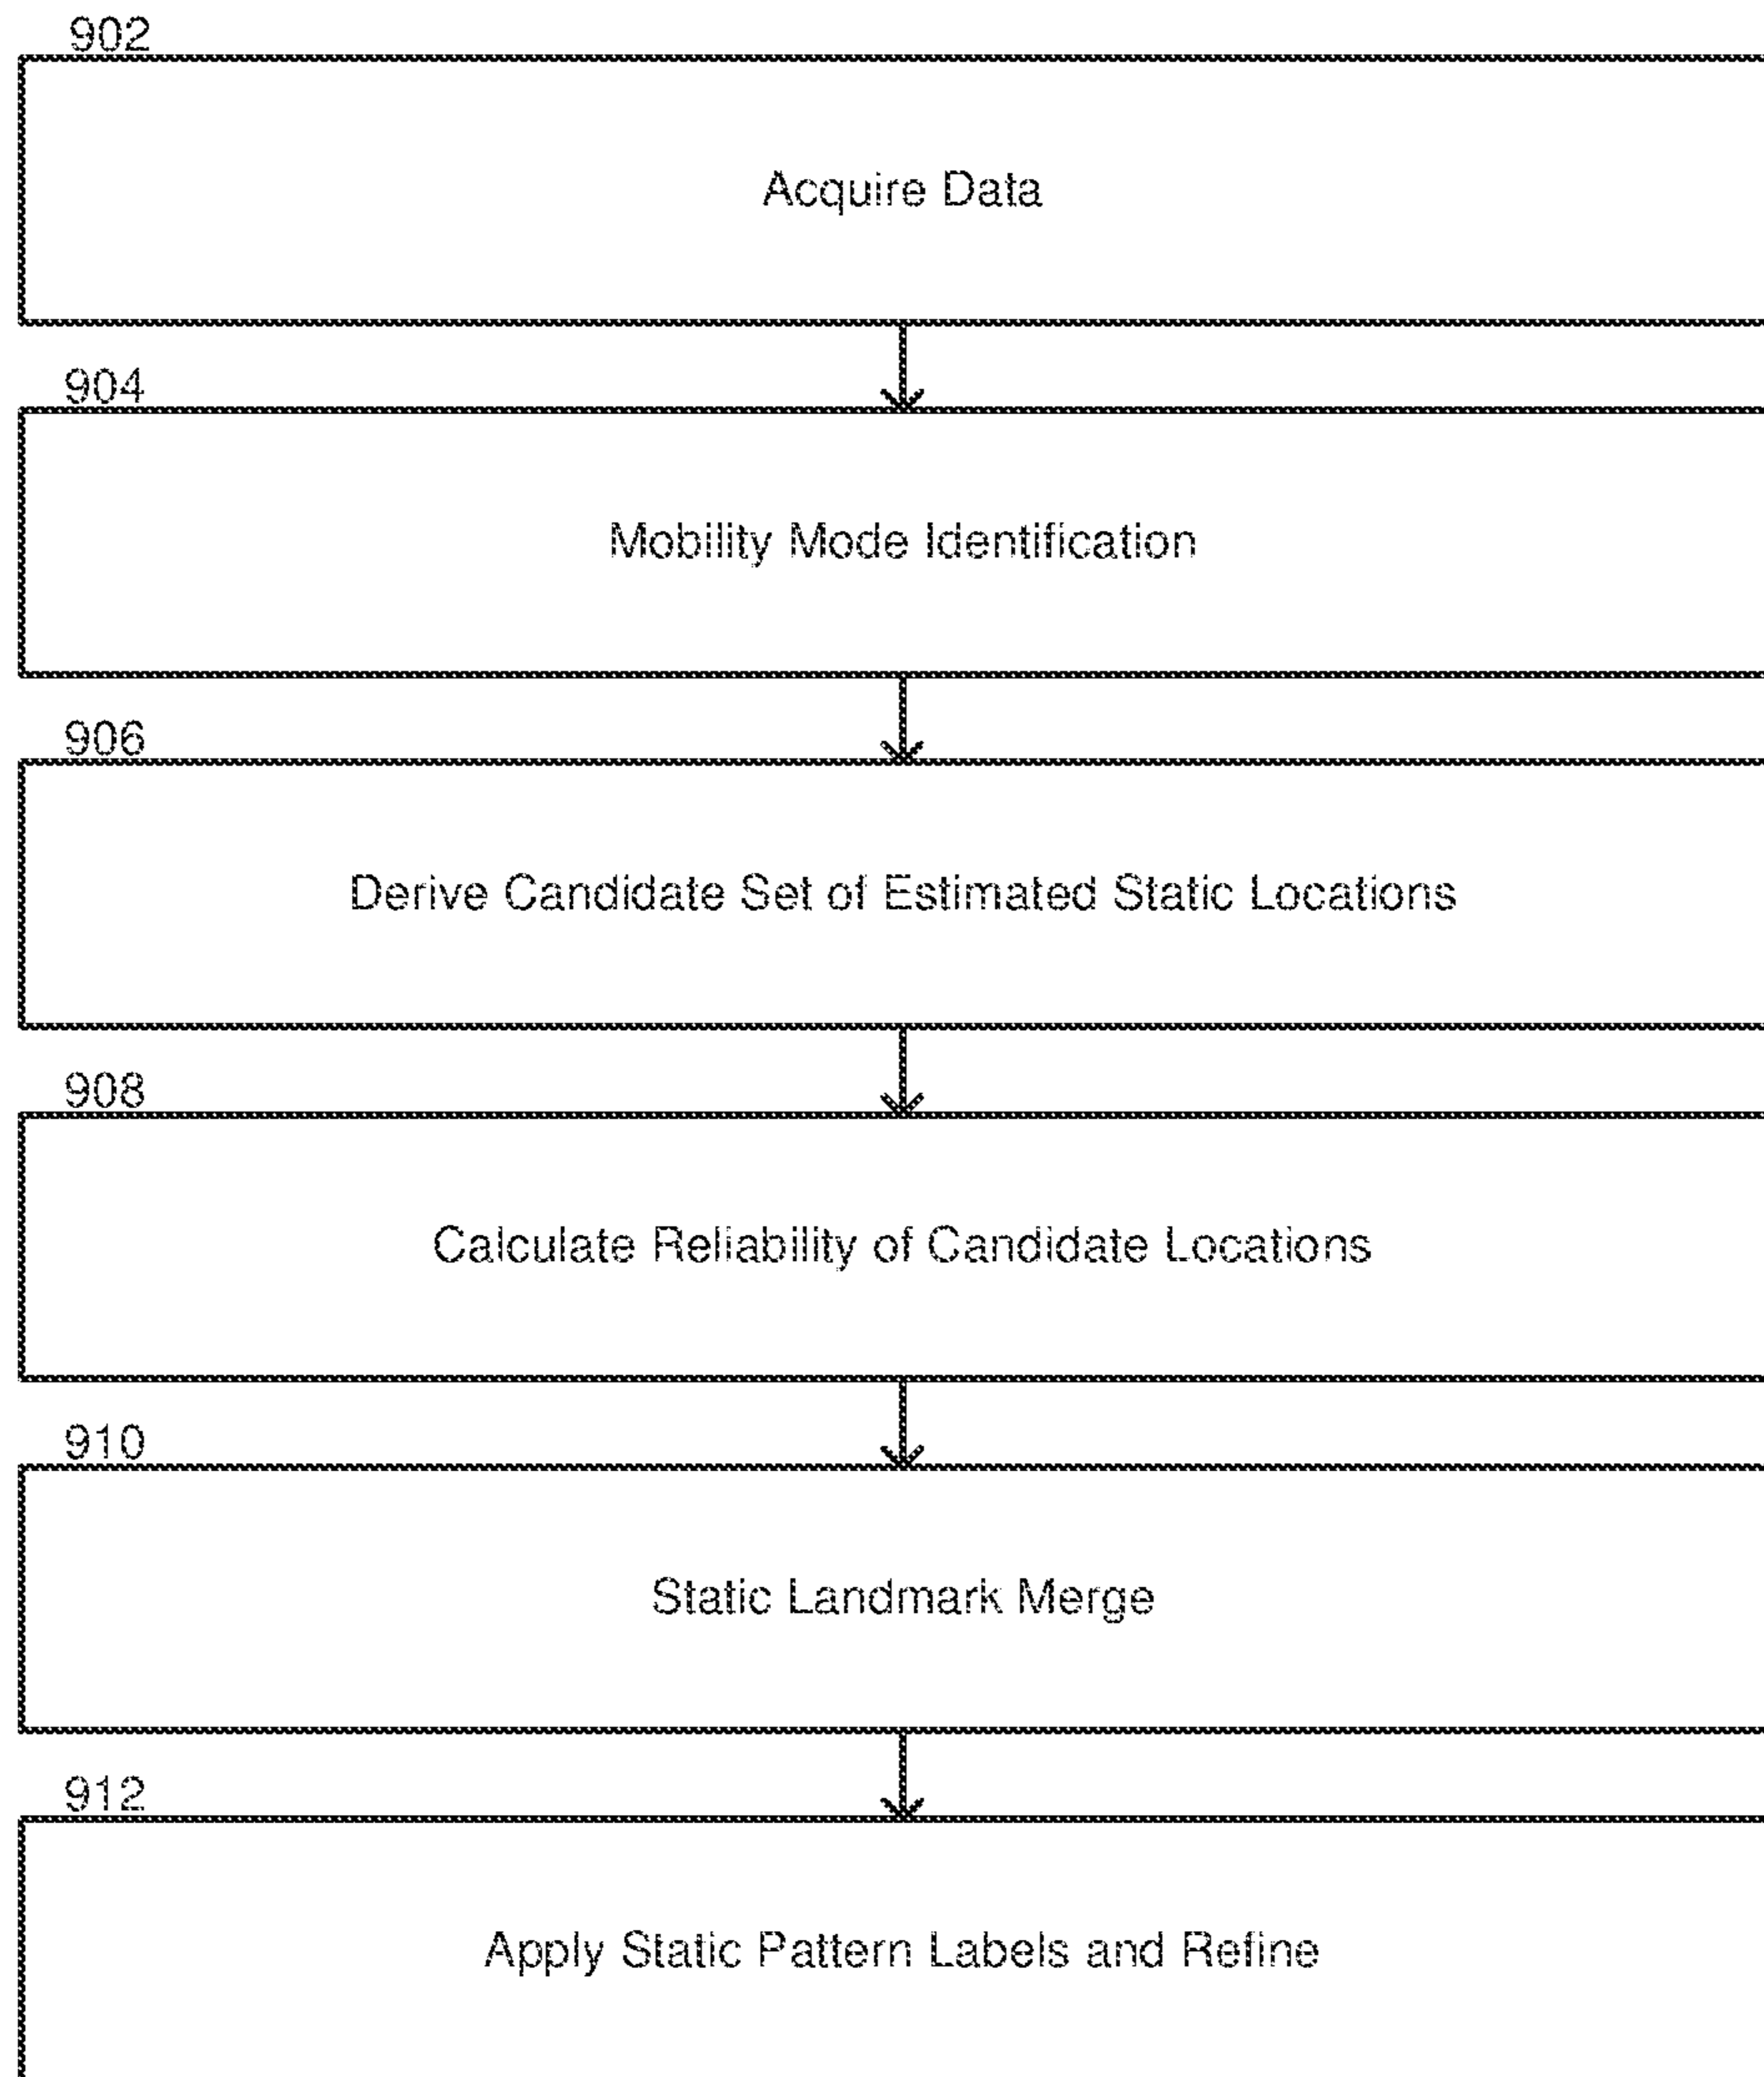 902
Acquire Data
904
Mobility Mode Identification
906
Derive Candidate Set of Estimated Static Locations
908
Calculate Reliability of Candidate Locations
910
Static Landmark Merge
912
Apply Static Pattern Labels and Refine